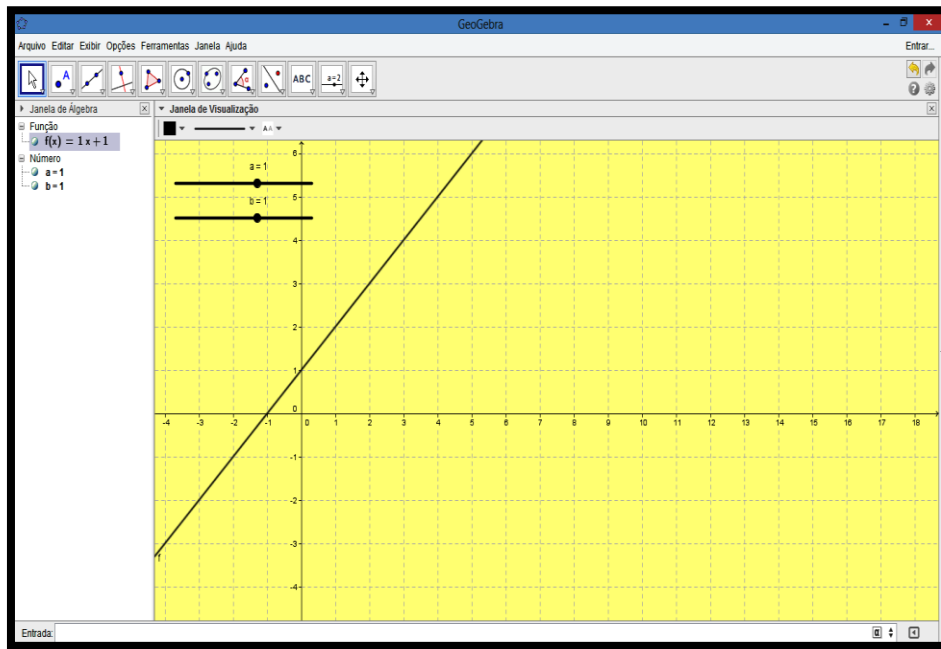 GeoGebra
Arquivo Editar Exibir Opções Ferramentas Janela Ajuda Entrar...
A ABC a=2
Janela de Álgebra Janela de Visualização
Função
f(x) = 1 x + 1
AA
Número
a = 1
b = 1
a = 1
b = 1
6
5
4
3
2
1
0
-4 -3 -2 -1 0 1 2 3 4 5 6 7 8 9 10 11 12 13 14 15 16 17 18
-1
-2
-3
-4
f
Entrada:
α